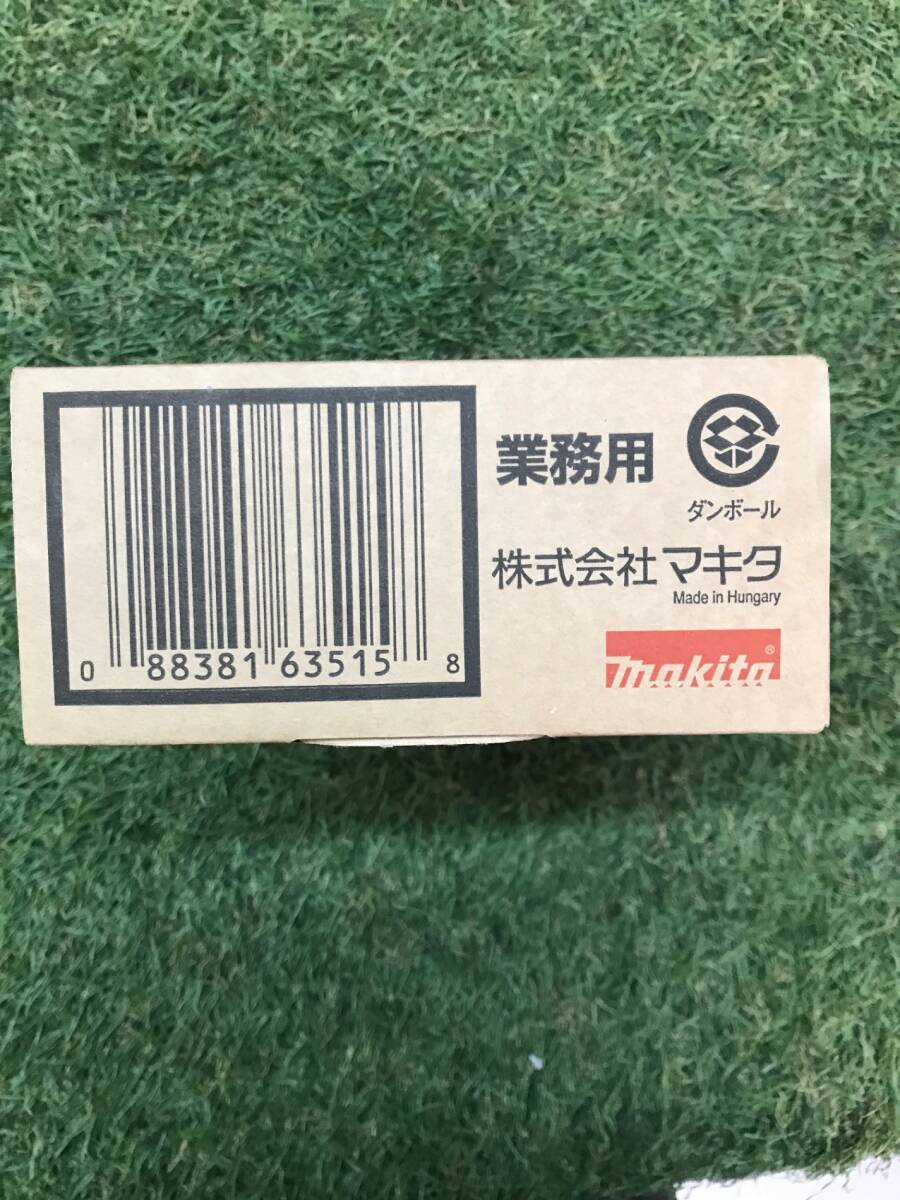 業務用
ダンボール
株式会社マキタ
Made in Hungary
makita®
0 88381 63515 8